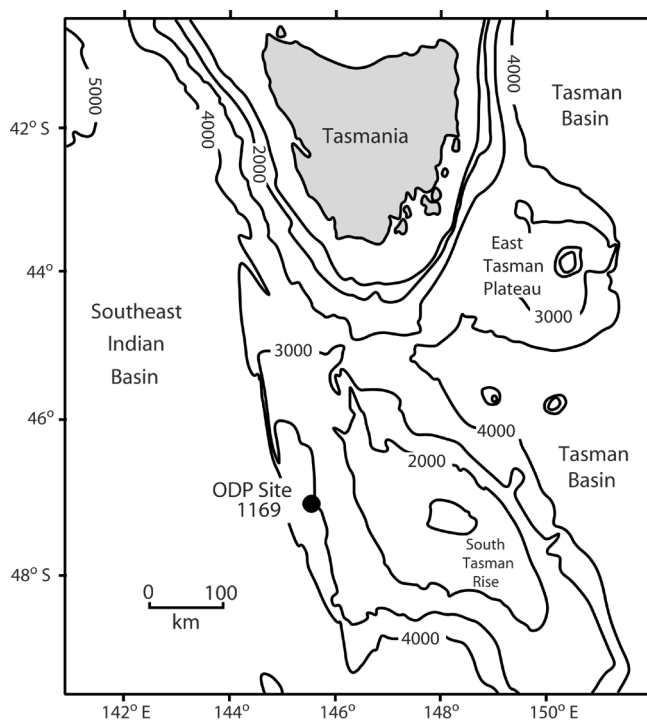 5000
4000
2000
4000
Tasman
Basin
42° S
Tasmania
44°
East
Tasman
Plateau
3000
Southeast
Indian
Basin
3000
46°
4000
2000
Tasman
Basin
ODP Site
1169
South
Tasman
Rise
48° S
0 100
km
4000
142° E 144° 146° 148° 150° E